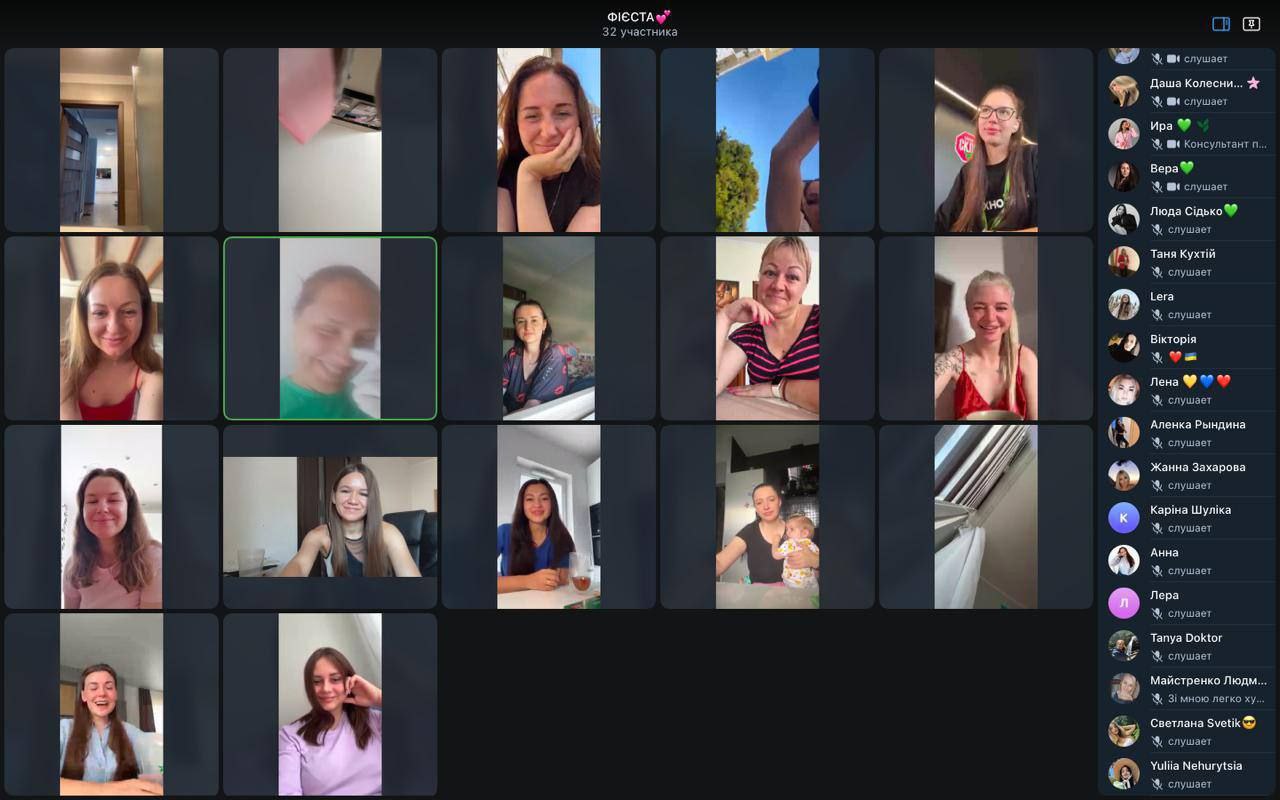 ФІЄСТА💕
32 участника
слушает
Даша Колесни...
слушает
Ира 💚 🌿
Консультант п...
Вера💚
слушает
Люда Сідько💚
слушает
Таня Кухтій
слушает
Lera
слушает
Вікторія
❤️ 🇺🇦
Лена 💛💙❤️
слушает
Аленка Рындина
слушает
Жанна Захарова
слушает
К
Каріна Шуліка
слушает
Анна
слушает
Л
Лера
слушает
Tanya Doktor
слушает
Майстренко Людм...
Зі мною легко ху...
Светлана Svetik😎
слушает
Yuliia Nehurytsia
слушает